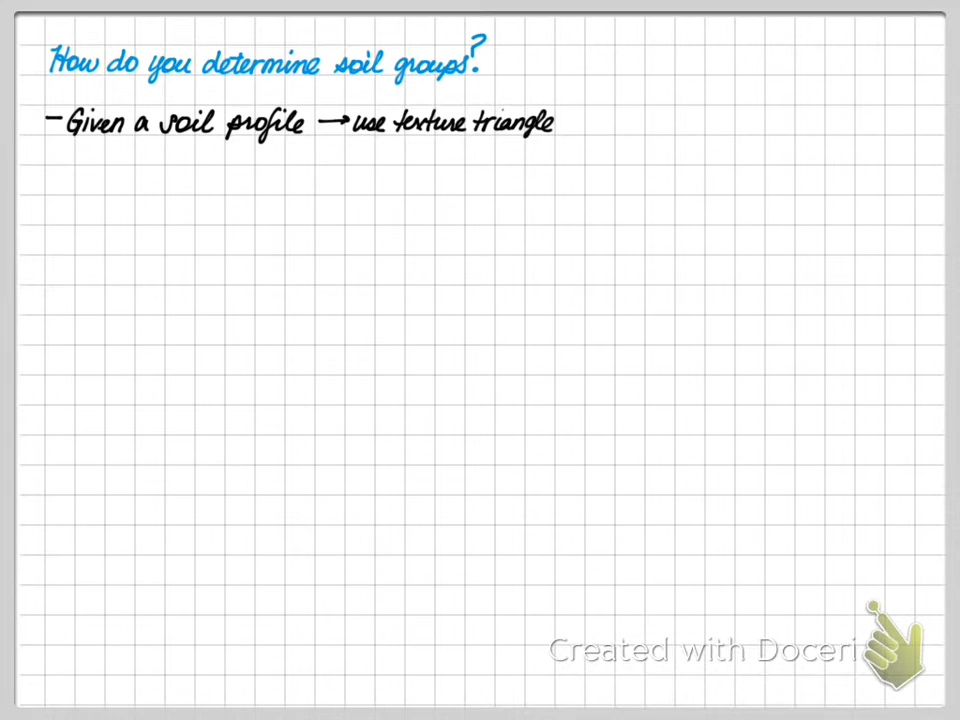 How do you determine soil groups?
- Given a soil profile → use texture triangle
Created with Doceri